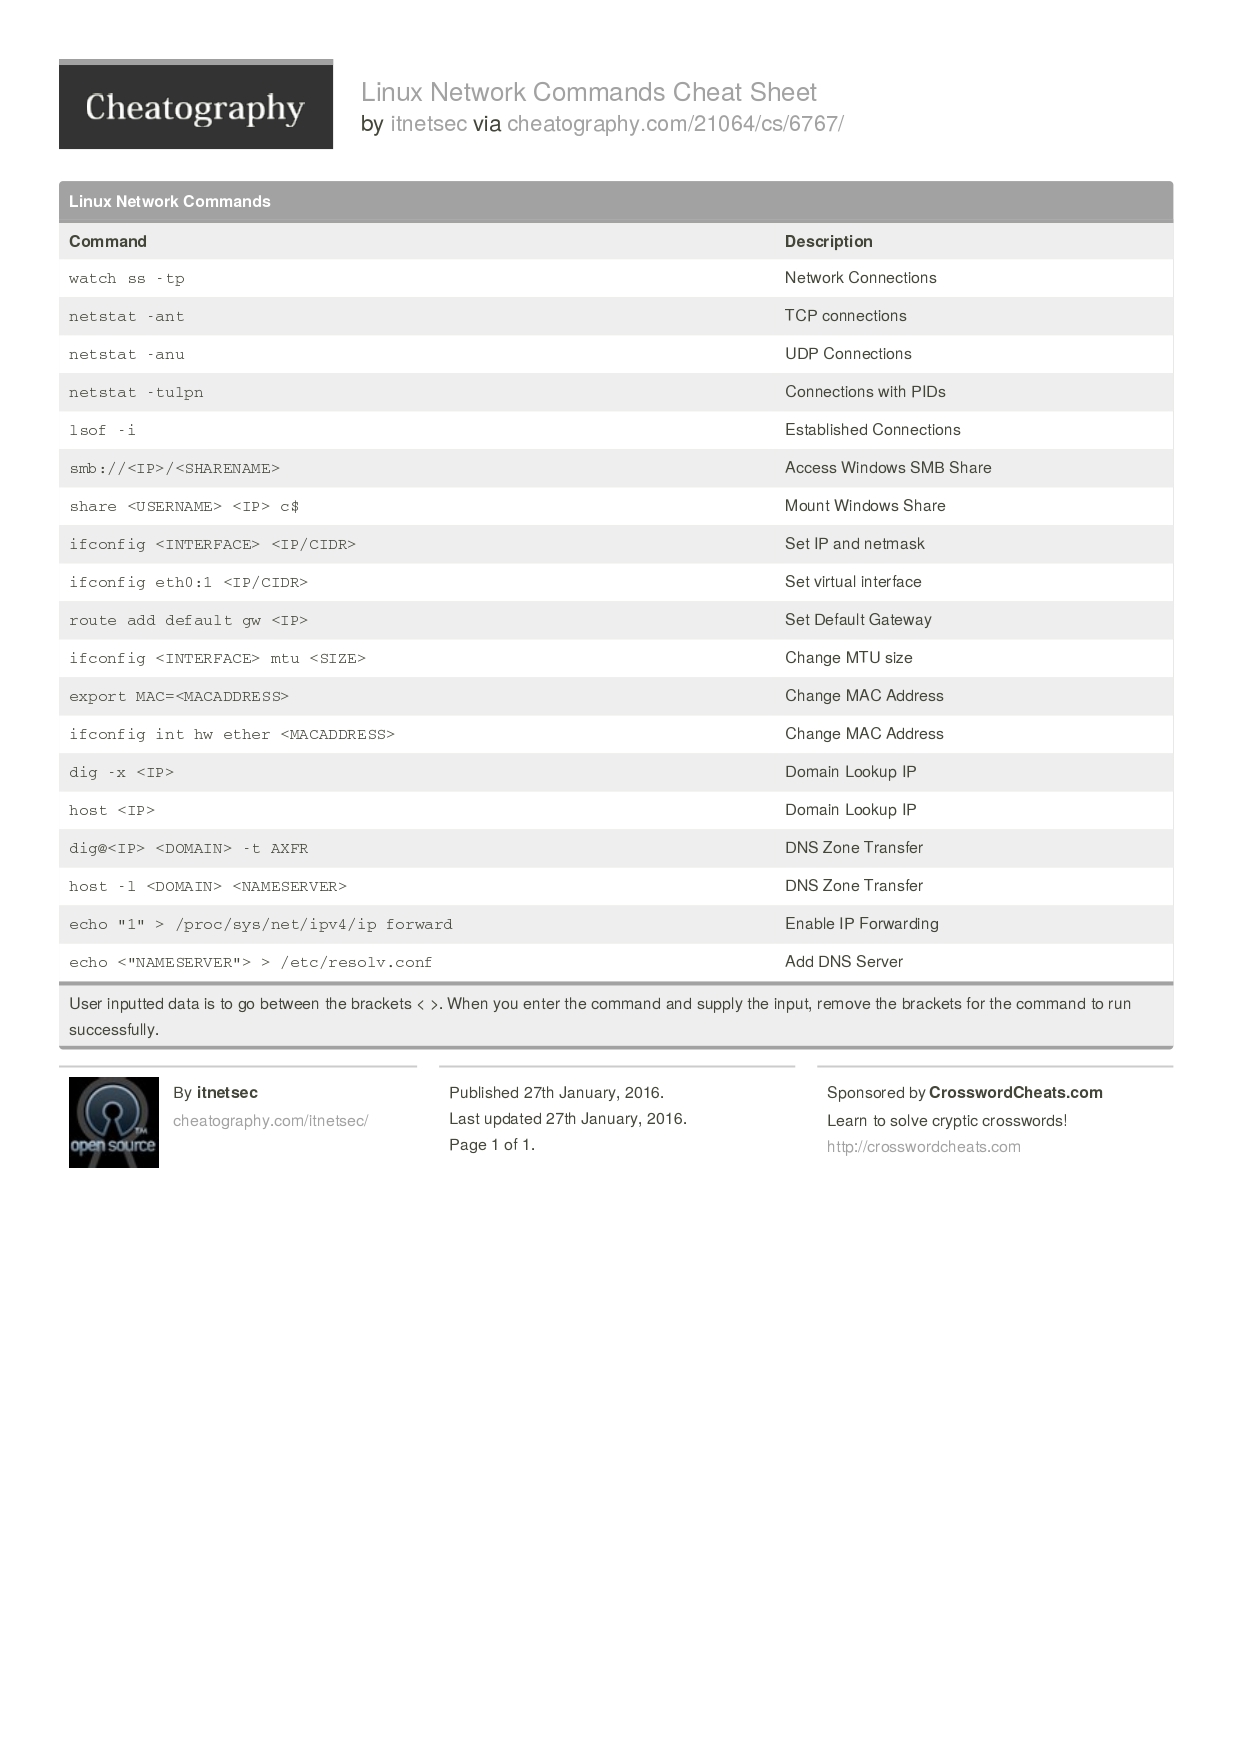 Cheatography
Linux Network Commands Cheat Sheet
by itnetsec via cheatography.com/21064/cs/6767/
Linux Network Commands
Command Description
watch ss -tp Network Connections
netstat -ant TCP connections
netstat -anu UDP Connections
netstat -tulpn Connections with PIDs
lsof -i Established Connections
smb://<IP>/<SHARENAME> Access Windows SMB Share
share <USERNAME> <IP> c$ Mount Windows Share
ifconfig <INTERFACE> <IP/CIDR> Set IP and netmask
ifconfig eth0:1 <IP/CIDR> Set virtual interface
route add default gw <IP> Set Default Gateway
ifconfig <INTERFACE> mtu <SIZE> Change MTU size
export MAC=<MACADDRESS> Change MAC Address
ifconfig int hw ether <MACADDRESS> Change MAC Address
dig -x <IP> Domain Lookup IP
host <IP> Domain Lookup IP
dig@<IP> <DOMAIN> -t AXFR DNS Zone Transfer
host -l <DOMAIN> <NAMESERVER> DNS Zone Transfer
echo "1" > /proc/sys/net/ipv4/ip forward Enable IP Forwarding
echo <"NAMESERVER"> > /etc/resolv.conf Add DNS Server
User inputted data is to go between the brackets < >. When you enter the command and supply the input, remove the brackets for the command to run
successfully.
open source™
By itnetsec
cheatography.com/itnetsec/
Published 27th January, 2016.
Last updated 27th January, 2016.
Page 1 of 1.
Sponsored by CrosswordCheats.com
Learn to solve cryptic crosswords!
http://crosswordcheats.com